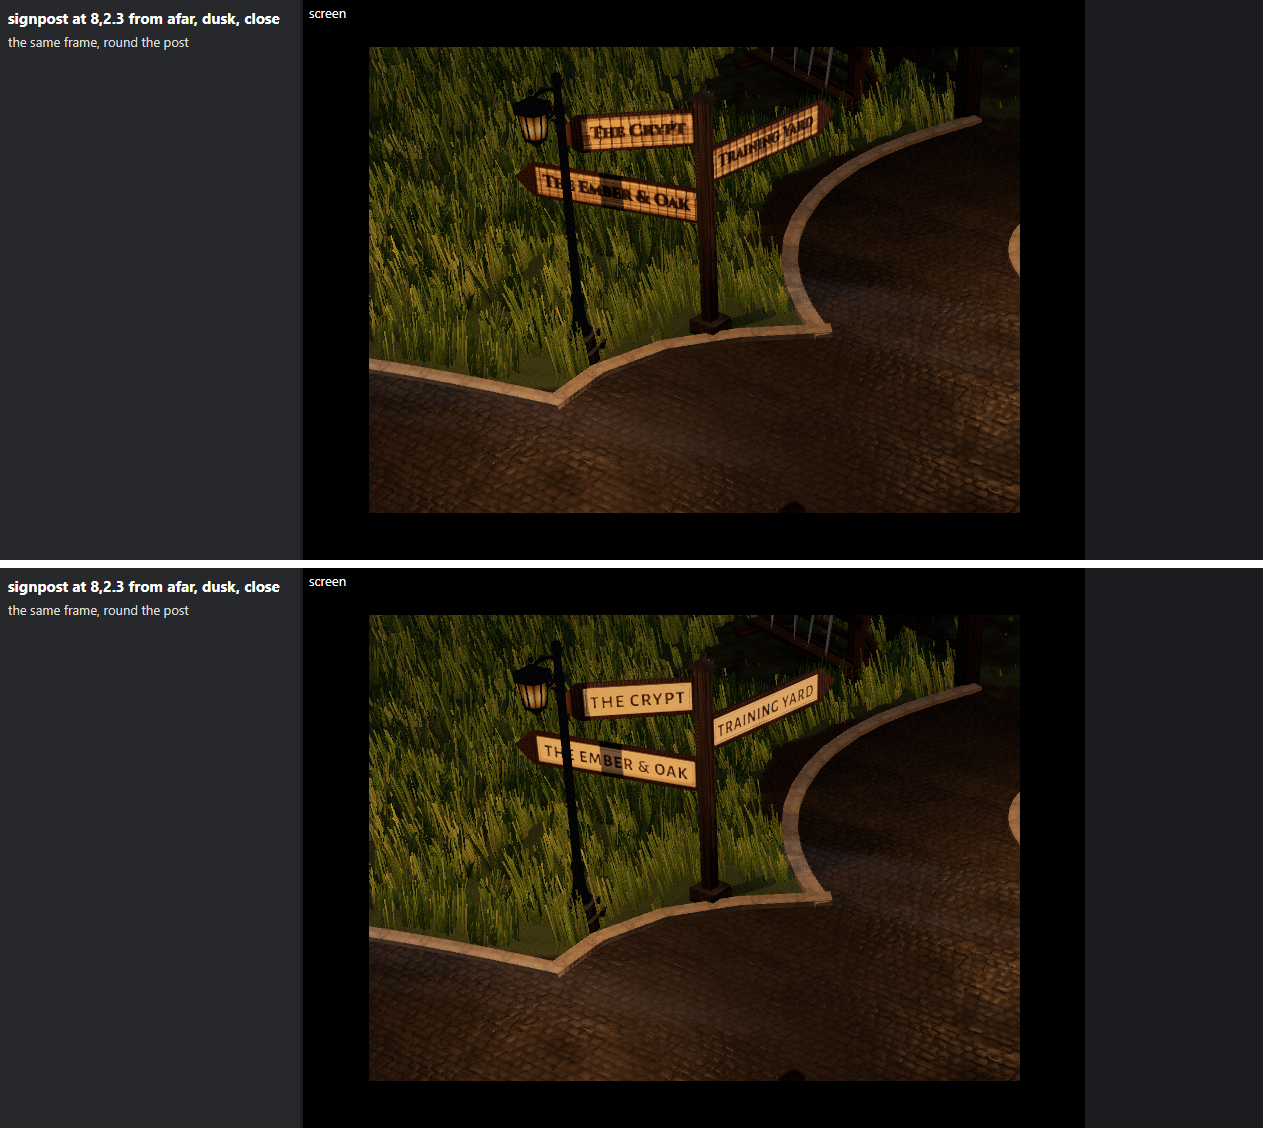 signpost at 8,2.3 from afar, dusk, close
the same frame, round the post
screen
THE CRYPT
TRAINING YARD
THE EMBER & OAK
signpost at 8,2.3 from afar, dusk, close
the same frame, round the post
screen
THE CRYPT
TRAINING YARD
THE EMBER & OAK